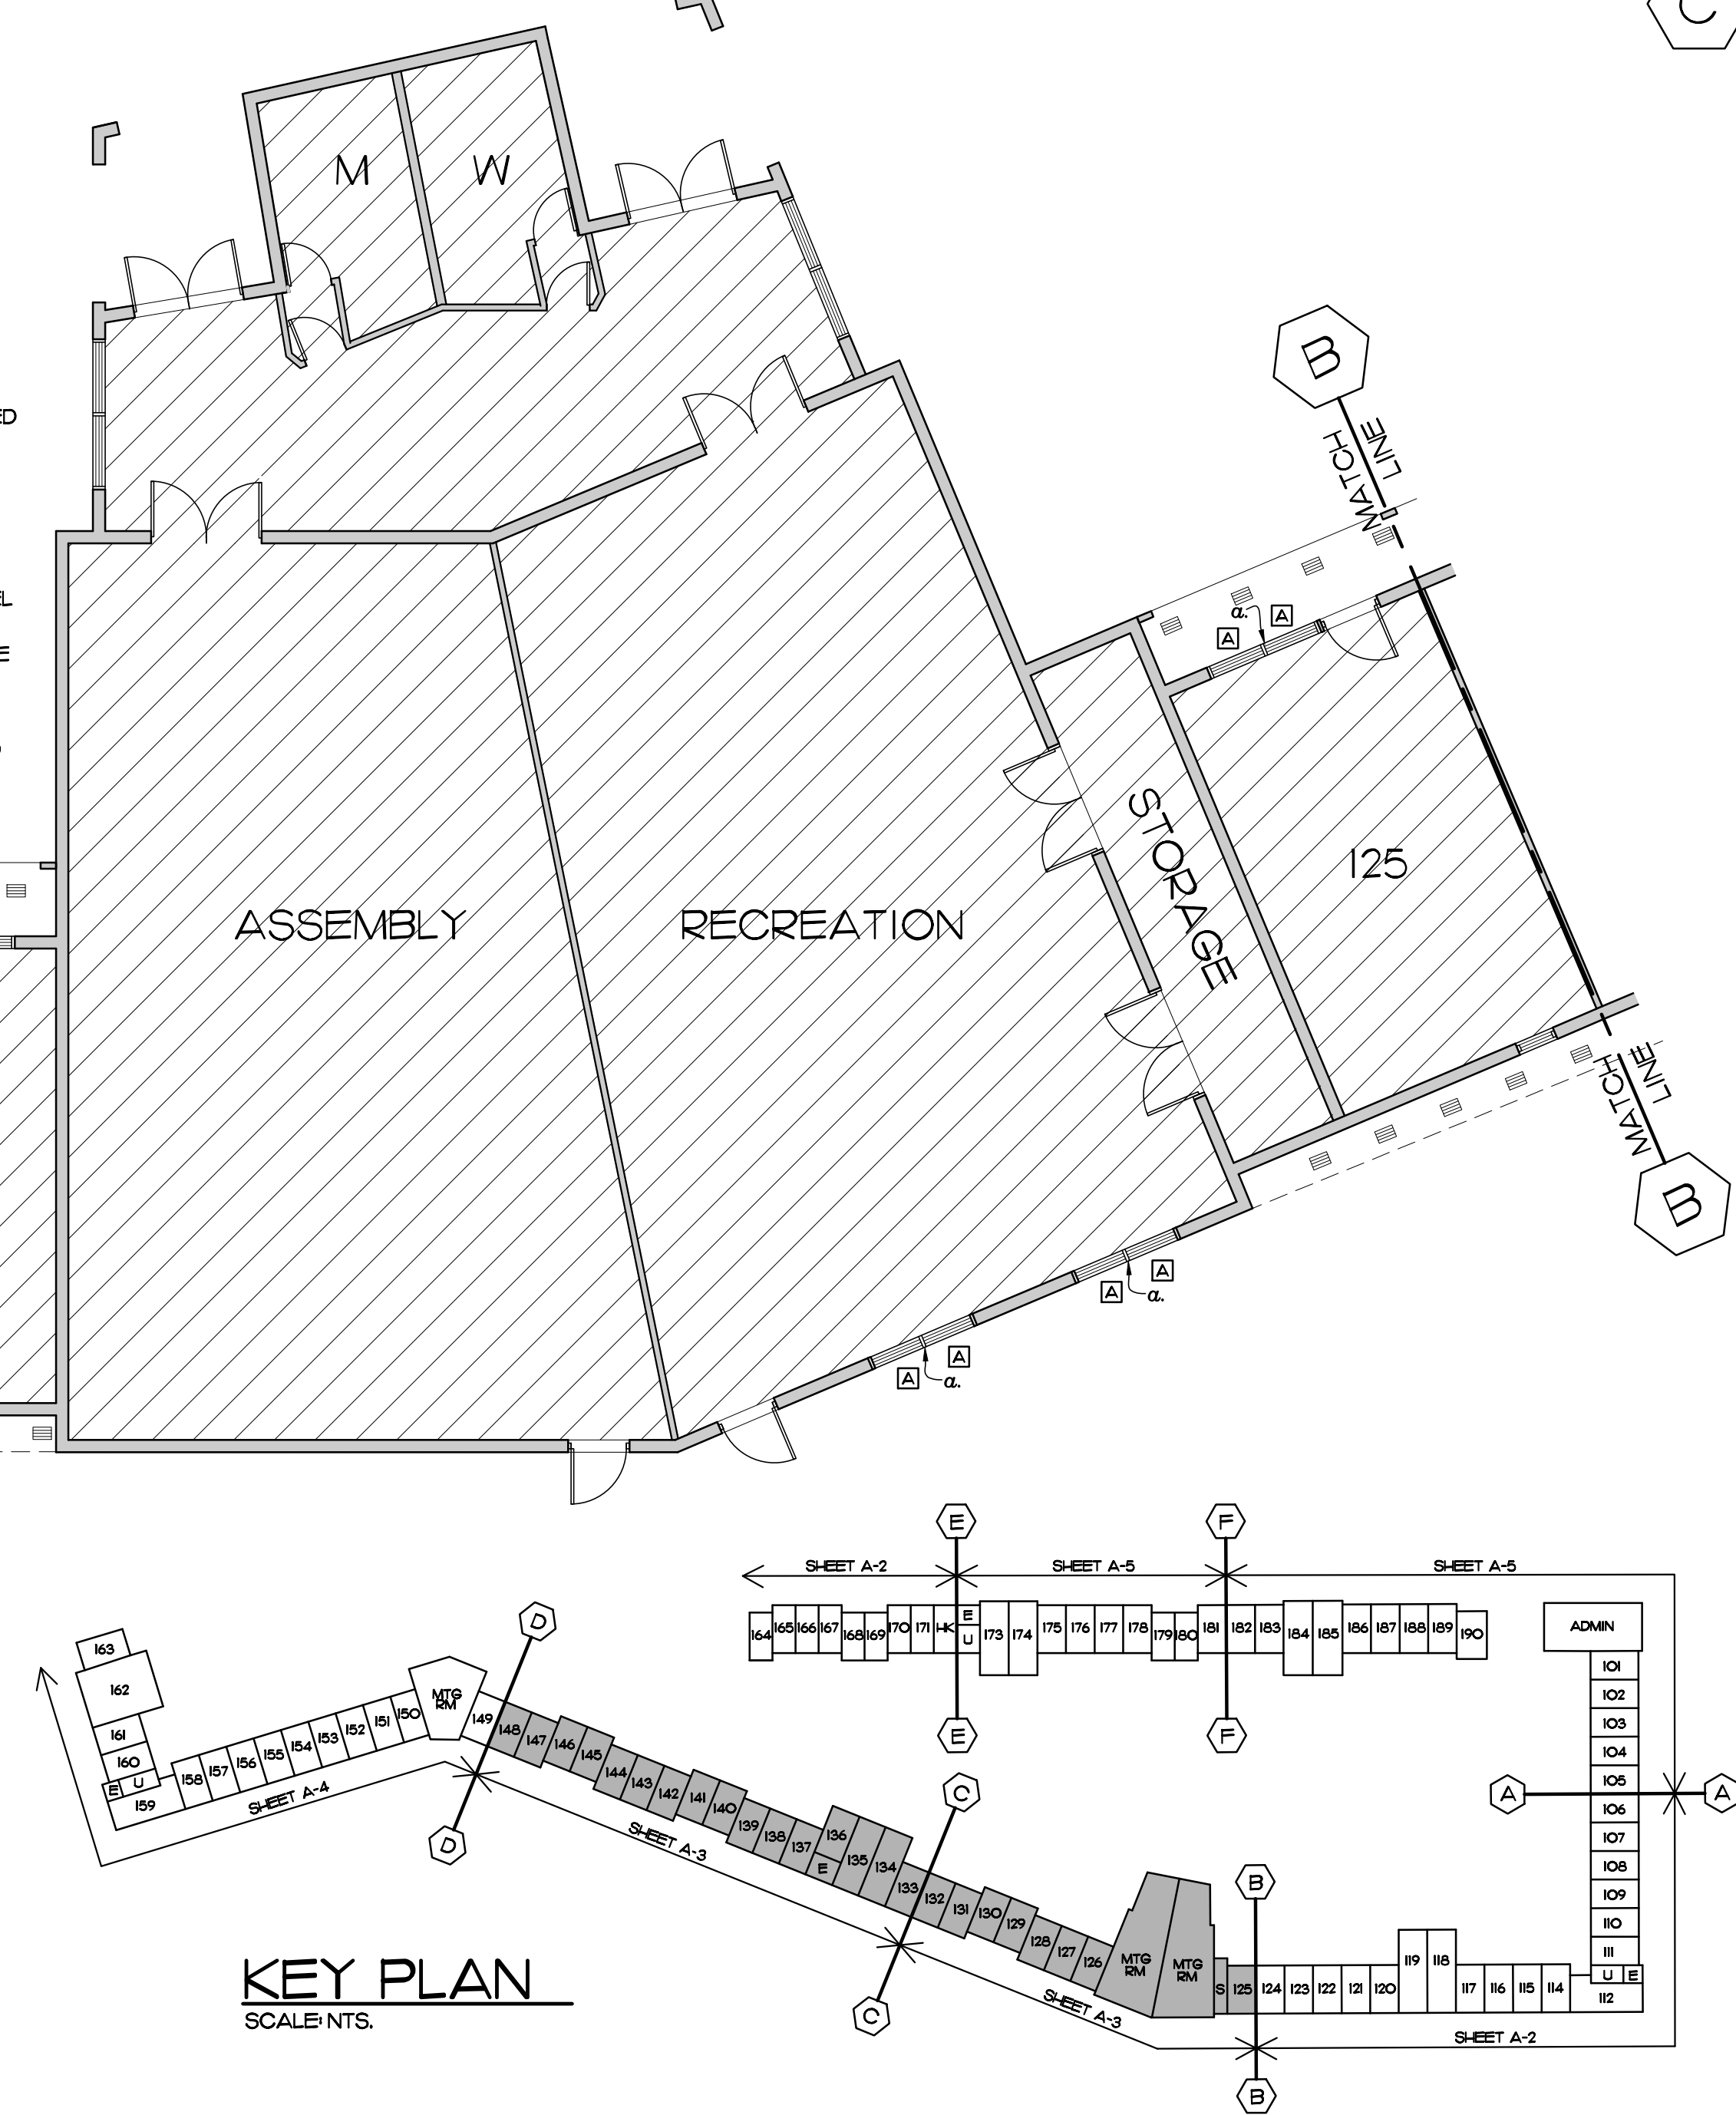 C
M
W
ED
EL
E
B
MATCH
LINE
a.
A
A
STORAGE
125
ASSEMBLY
RECREATION
MATCH
LINE
B
A
A
a.
A
A
a.
E
F
SHEET A-2
SHEET A-5
SHEET A-5
164 165 166 167 168 169 170 171 HK E U 173 174 175 176 177 178 179 180 181 182 183 184 185 186 187 188 189 190
E
F
ADMIN
101
102
103
104
105
106
107
108
109
110
111
U E
112
A
A
D
163
162
161
160
E U
159
158 157 156 155 154 153 152 151 150
MTG
RM
149 148 147 146 145 144 143 142 141 140 139 138 137 136 E 135 134 133 132 131 130 129 128 127 126
MTG
RM
MTG
RM
S 125 124 123 122 121 120 119 118 117 116 115 114
SHEET A-4
D
SHEET A-3
C
C
SHEET A-3
B
SHEET A-2
B
KEY PLAN
SCALE: NTS.